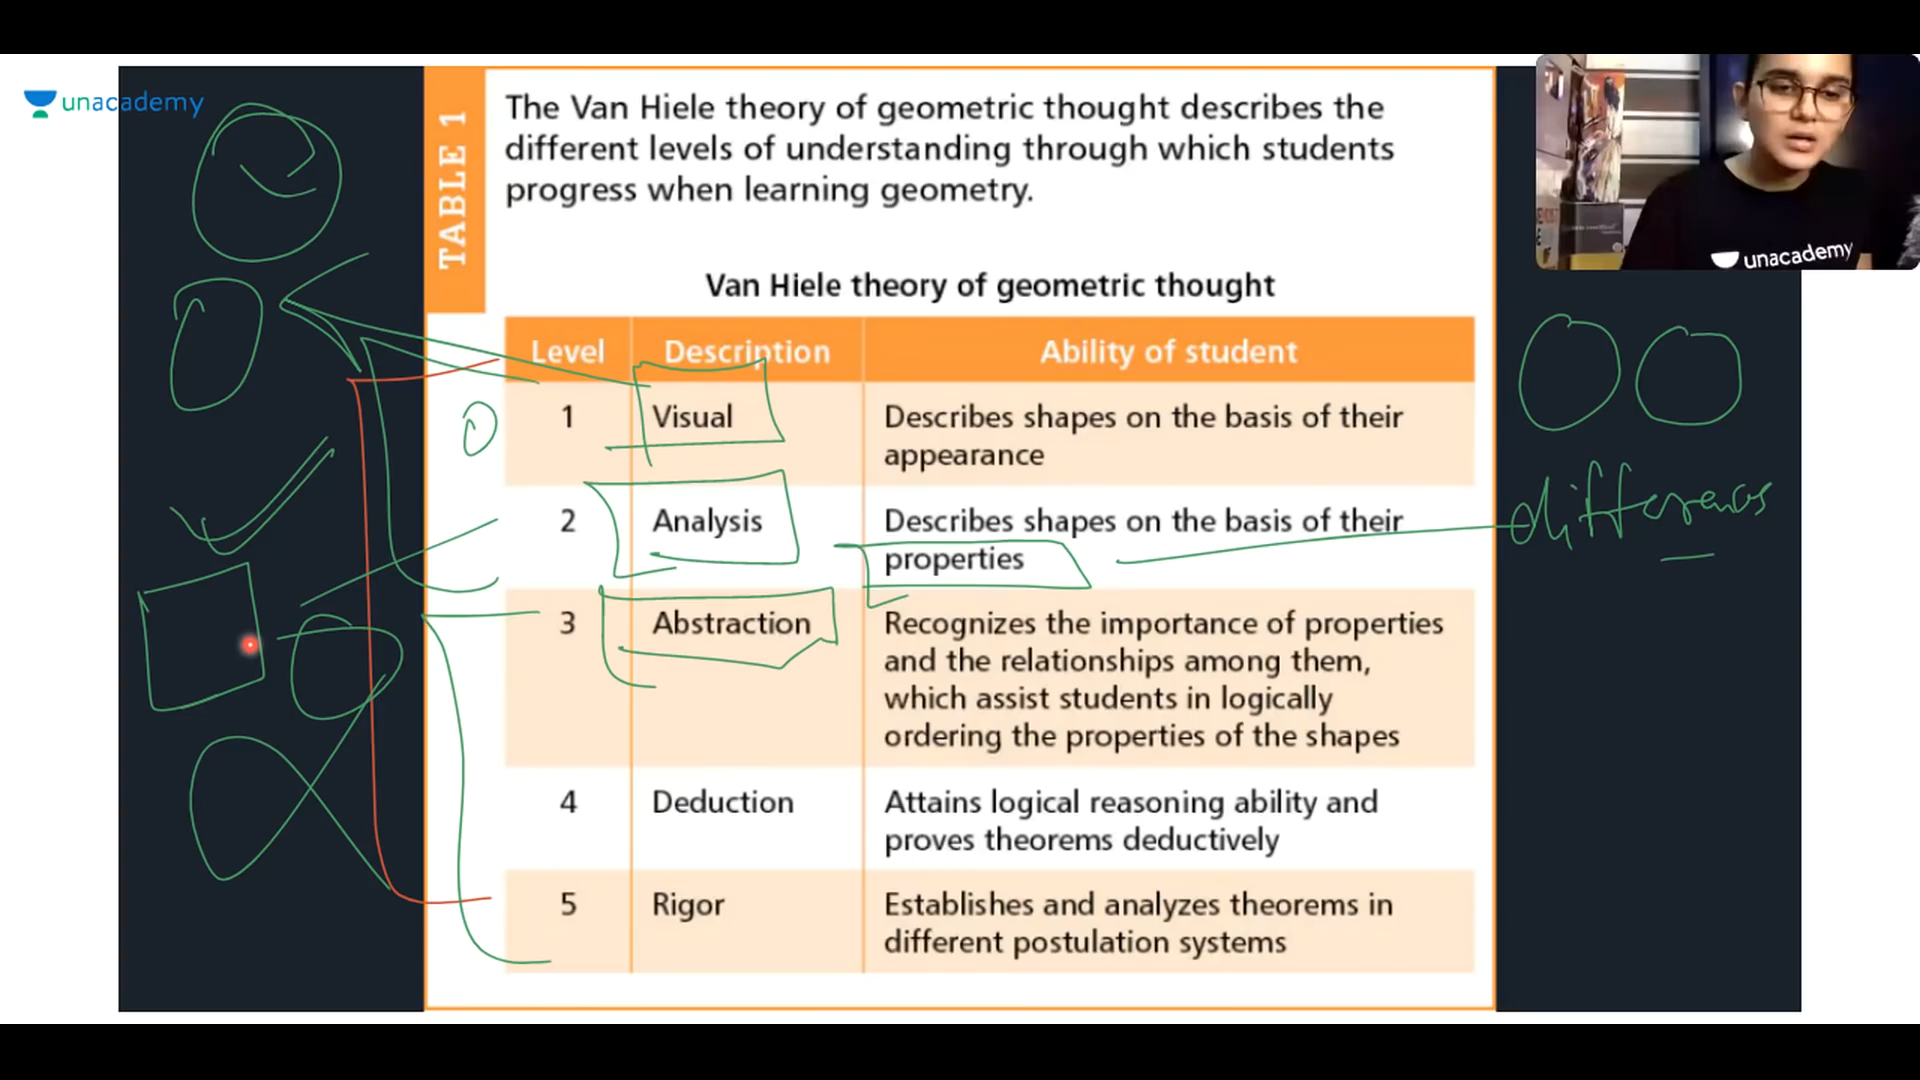 unacademy
TABLE 1
The Van Hiele theory of geometric thought describes the
different levels of understanding through which students
progress when learning geometry.
unacademy
Van Hiele theory of geometric thought
Level Description Ability of student
1 Visual Describes shapes on the basis of their
appearance
2 Analysis Describes shapes on the basis of their
properties
3 Abstraction Recognizes the importance of properties
and the relationships among them,
which assist students in logically
ordering the properties of the shapes
4 Deduction Attains logical reasoning ability and
proves theorems deductively
5 Rigor Establishes and analyzes theorems in
different postulation systems